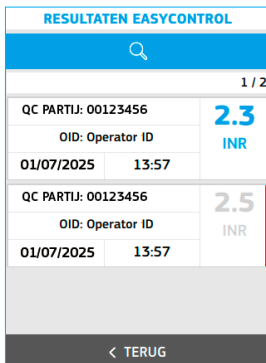 RESULTATEN EASYCONTROL
1 / 2
QC PARTIJ: 00123456
OID: Operator ID
01/07/2025 13:57
2.3
INR
QC PARTIJ: 00123456
OID: Operator ID
01/07/2025 13:57
2.5
INR
< TERUG